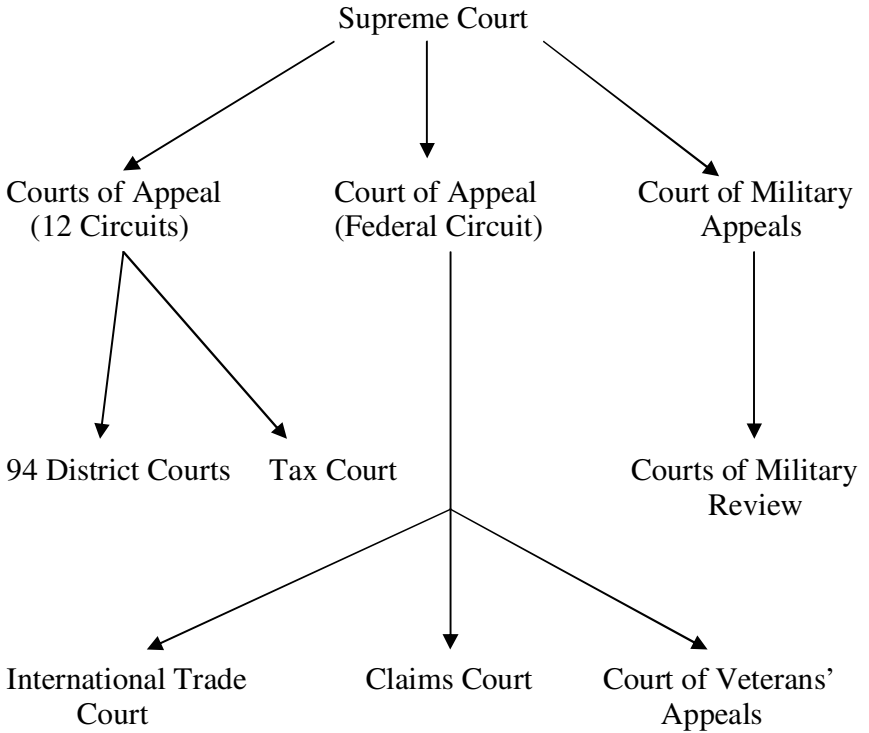 Supreme Court
Courts of Appeal
(12 Circuits)
Court of Appeal
(Federal Circuit)
Court of Military
Appeals
94 District Courts
Tax Court
Courts of Military
Review
International Trade
Court
Claims Court
Court of Veterans’
Appeals